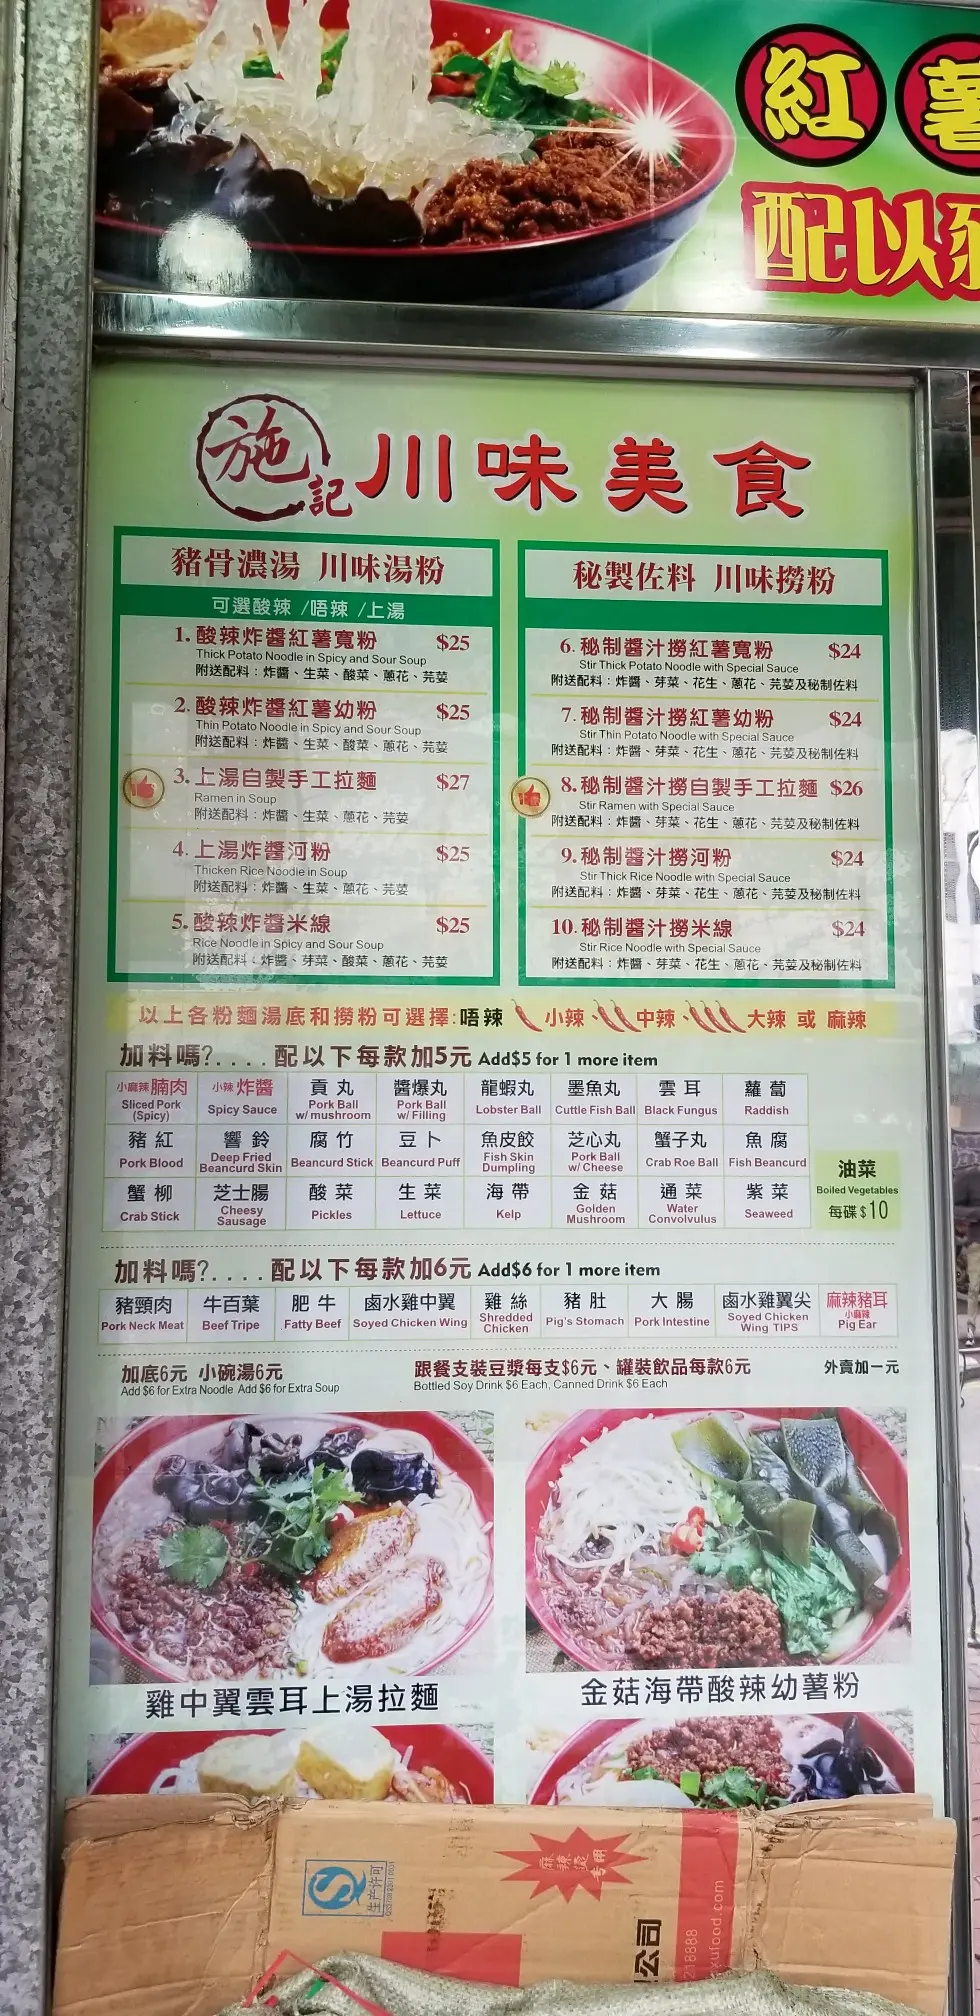 紅薯
配以
施記 川味美食
豬骨濃湯 川味湯粉
可選酸辣 /唔辣 /上湯
1. 酸辣炸醬紅薯寬粉 $25
Thick Potato Noodle in Spicy and Sour Soup
附送配料：炸醬、生菜、酸菜、蔥花、芫荽
2. 酸辣炸醬紅薯幼粉 $25
Thin Potato Noodle in Spicy and Sour Soup
附送配料：炸醬、生菜、酸菜、蔥花、芫荽
3. 上湯自製手工拉麵 $27
Ramen in Soup
附送配料：炸醬、生菜、蔥花、芫荽
4. 上湯炸醬河粉 $25
Thicken Rice Noodle in Soup
附送配料：炸醬、生菜、蔥花、芫荽
5. 酸辣炸醬米線 $25
Rice Noodle in Spicy and Sour Soup
附送配料：炸醬、芽菜、酸菜、蔥花、芫荽
秘製佐料 川味撈粉
6. 秘制醬汁撈紅薯寬粉 $24
Stir Thick Potato Noodle with Special Sauce
附送配料：炸醬、芽菜、花生、蔥花、芫荽及秘制佐料
7. 秘制醬汁撈紅薯幼粉 $24
Stir Thin Potato Noodle with Special Sauce
附送配料：炸醬、芽菜、花生、蔥花、芫荽及秘制佐料
8. 秘制醬汁撈自製手工拉麵 $26
Stir Ramen with Special Sauce
附送配料：炸醬、芽菜、花生、蔥花、芫荽及秘制佐料
9. 秘制醬汁撈河粉 $24
Stir Thick Rice Noodle with Special Sauce
附送配料：炸醬、芽菜、花生、蔥花、芫荽及秘制佐料
10. 秘制醬汁撈米線 $24
Stir Rice Noodle with Special Sauce
附送配料：炸醬、芽菜、花生、蔥花、芫荽及秘制佐料
以上各粉麵湯底和撈粉可選擇:唔辣 小辣、中辣、大辣 或 麻辣
加料嗎?....配以下每款加5元 Add$5 for 1 more item
小麻辣腩肉 小辣 炸醬 貢丸 醬爆丸 龍蝦丸 墨魚丸 雲耳 蘿蔔
Sliced Pork (Spicy) Spicy Sauce Pork Ball w/ mushroom Pork Ball w/ Filling Lobster Ball Cuttle Fish Ball Black Fungus Raddish
豬紅 響鈴 腐竹 豆卜 魚皮餃 芝心丸 蟹子丸 魚腐
Pork Blood Deep Fried Beancurd Skin Beancurd Stick Beancurd Puff Fish Skin Dumpling Pork Ball w/ Cheese Crab Roe Ball Fish Beancurd
蟹柳 芝士腸 酸菜 生菜 海帶 金菇 通菜 紫菜
Crab Stick Cheesy Sausage Pickles Lettuce Kelp Golden Mushroom Water Convolvulus Seaweed
油菜
Boiled Vegetables
每碟$10
加料嗎?....配以下每款加6元 Add$6 for 1 more item
豬頸肉 牛百葉 肥牛 鹵水雞中翼 雞絲 豬肚 大腸 鹵水雞翼尖 麻辣豬耳 小麻辣
Pork Neck Meat Beef Tripe Fatty Beef Soyed Chicken Wing Shredded Chicken Pig's Stomach Pork Intestine Soyed Chicken Wing TIPS Pig Ear
加底6元 小碗湯6元
Add $6 for Extra Noodle Add $6 for Extra Soup
跟餐支裝豆漿每支$6元、罐裝飲品每款6元
Bottled Soy Drink $6 Each, Canned Drink $6 Each
外賣加一元
雞中翼雲耳上湯拉麵
金菇海帶酸辣幼薯粉
生产许可
麻辣烫专用
公司
218888
xufood.com